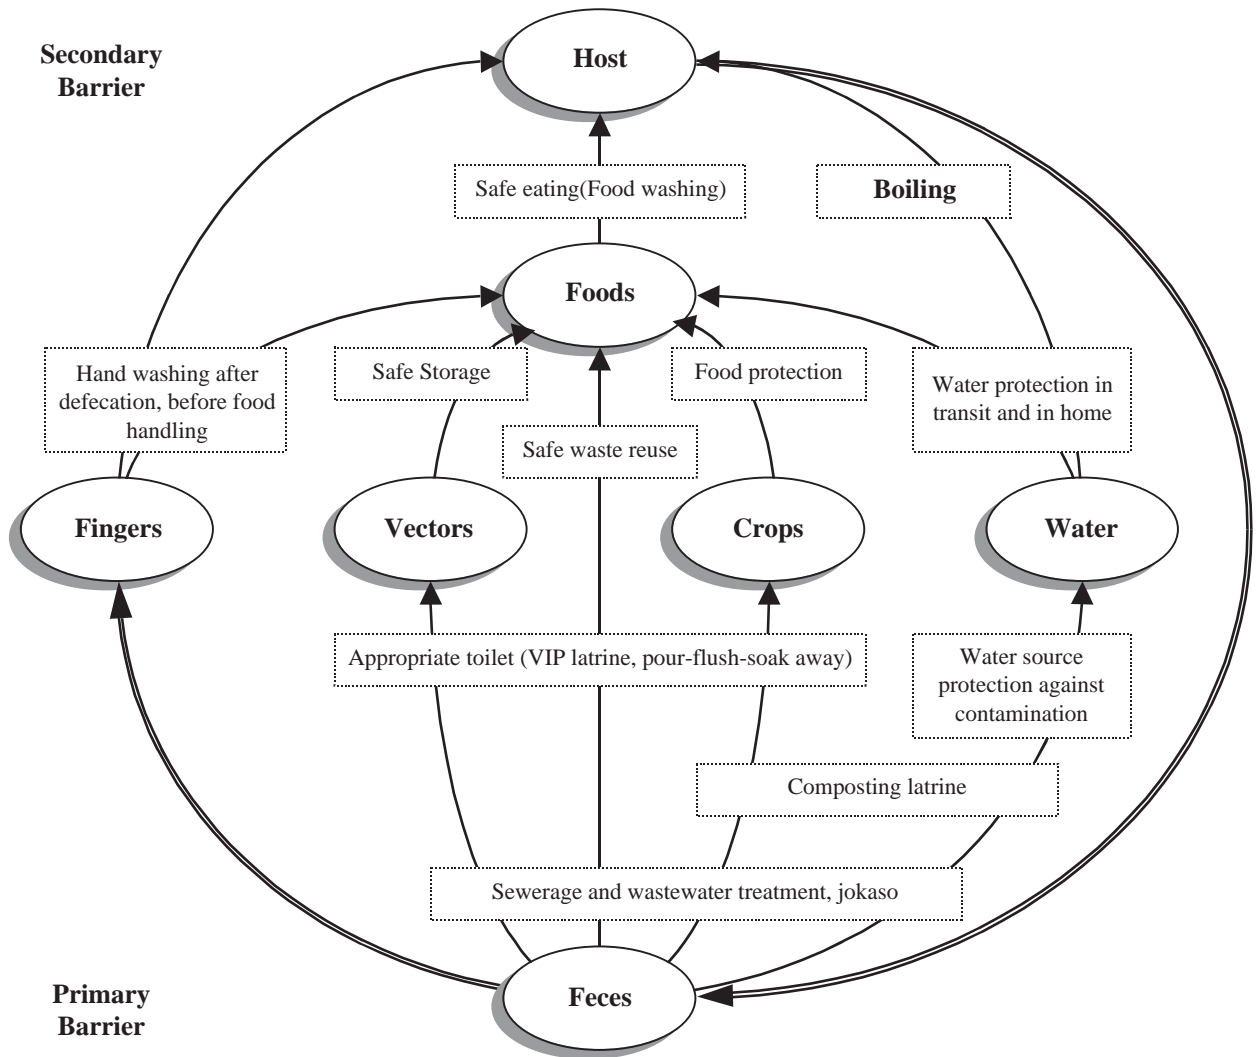 Secondary
Barrier
Host
Safe eating(Food washing)
Boiling
Foods
Hand washing after
defecation, before food
handling
Safe Storage
Food protection
Water protection in
transit and in home
Safe waste reuse
Fingers
Vectors
Crops
Water
Appropriate toilet (VIP latrine, pour-flush-soak away)
Water source
protection against
contamination
Composting latrine
Sewerage and wastewater treatment, jokaso
Primary
Barrier
Feces